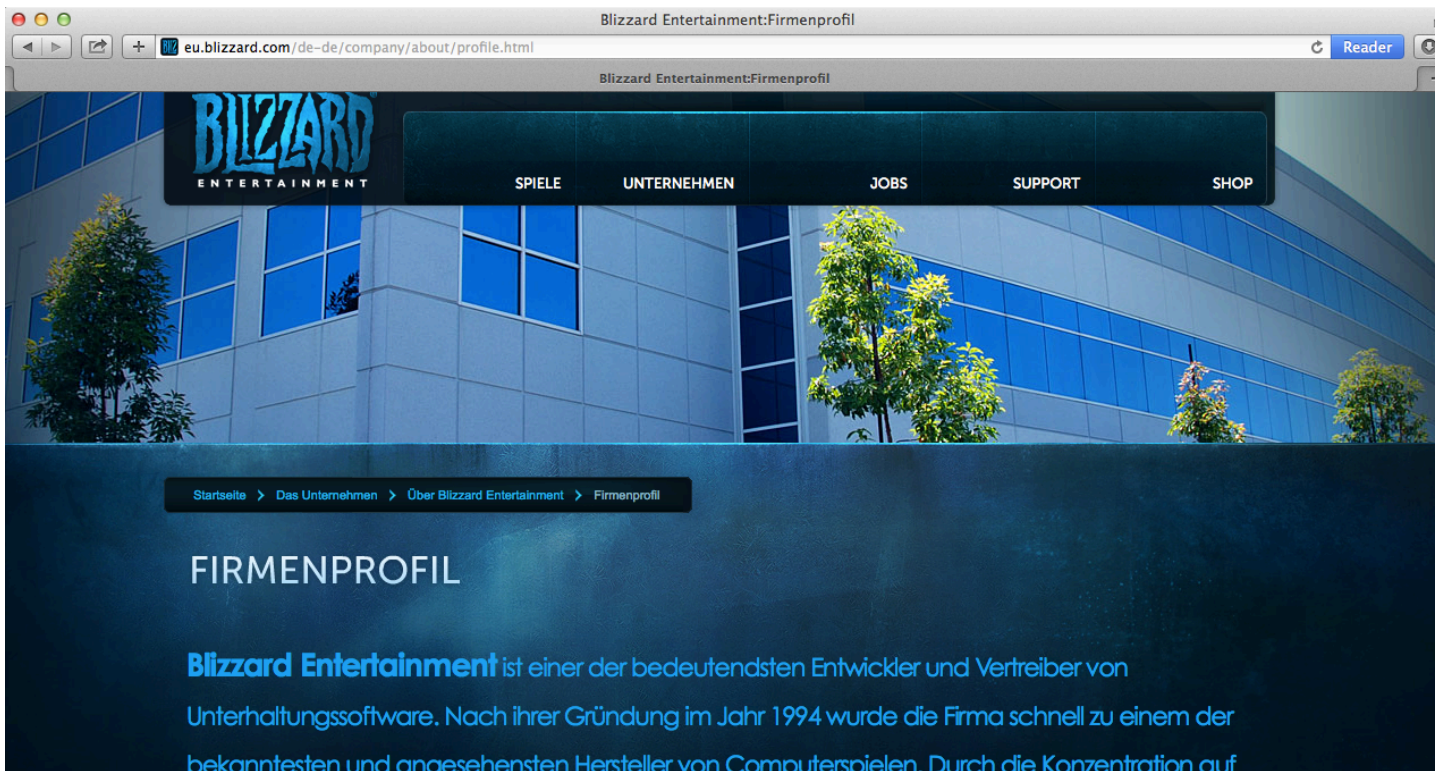 Blizzard Entertainment:Firmenprofil
eu.blizzard.com/de-de/company/about/profile.html
Reader
Blizzard Entertainment:Firmenprofil
BLIZZARD
ENTERTAINMENT
SPIELE UNTERNEHMEN JOBS SUPPORT SHOP
Startseite > Das Unternehmen > Über Blizzard Entertainment > Firmenprofil
FIRMENPROFIL
Blizzard Entertainment ist einer der bedeutendsten Entwickler und Vertreiber von
Unterhaltungssoftware. Nach ihrer Gründung im Jahr 1994 wurde die Firma schnell zu einem der
bekanntesten und angesehensten Hersteller von Computerspielen. Durch die Konzentration auf